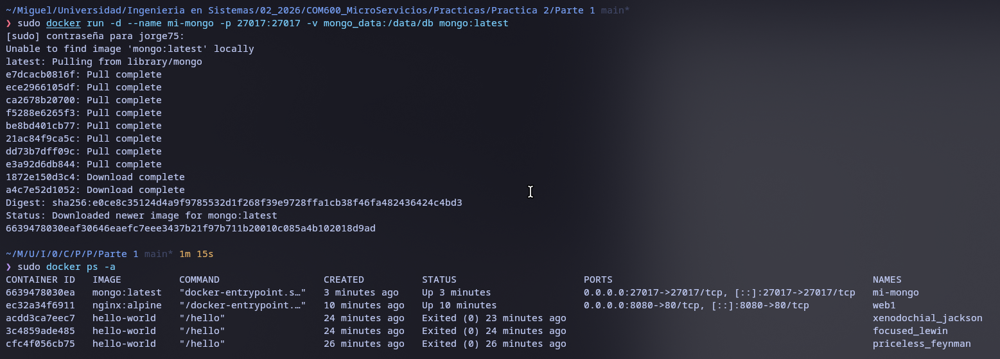 ~/Miguel/Universidad/Ingenieria en Sistemas/02_2026/COM600_MicroServicios/Practicas/Practica 2/Parte 1 main*
❯ sudo docker run -d --name mi-mongo -p 27017:27017 -v mongo_data:/data/db mongo:latest
[sudo] contraseña para jorge75:
Unable to find image 'mongo:latest' locally
latest: Pulling from library/mongo
e7dcacb0816f: Pull complete
ece2966105df: Pull complete
ca2678b20700: Pull complete
f5288e6265f3: Pull complete
be8bd401cb77: Pull complete
21ac84f9ca5c: Pull complete
dd73b7dff09c: Pull complete
e3a92d6db844: Pull complete
1872e150d3c4: Download complete
a4c7e52d1052: Download complete
Digest: sha256:e0ce8c35124d4a9f9785532d1f268f39e9728ffa1cb38f46fa482436424c4bd3
Status: Downloaded newer image for mongo:latest
6639478030eaf30646eaefc7eee3437b21f97b711b20010c085a4b102018d9ad
~/M/U/I/0/C/P/P/Parte 1 main* 1m 15s
❯ sudo docker ps -a
CONTAINER ID IMAGE COMMAND CREATED STATUS PORTS NAMES
6639478030ea mongo:latest "docker-entrypoint.s…" 3 minutes ago Up 3 minutes 0.0.0.0:27017->27017/tcp, [::]:27017->27017/tcp mi-mongo
ec32a34f6911 nginx:alpine "/docker-entrypoint.…" 10 minutes ago Up 10 minutes 0.0.0.0:8080->80/tcp, [::]:8080->80/tcp web1
acdd3ca7eec7 hello-world "/hello" 24 minutes ago Exited (0) 23 minutes ago xenodochial_jackson
3c4859ade485 hello-world "/hello" 24 minutes ago Exited (0) 24 minutes ago focused_lewin
cfc4f056cb75 hello-world "/hello" 26 minutes ago Exited (0) 26 minutes ago priceless_feynman